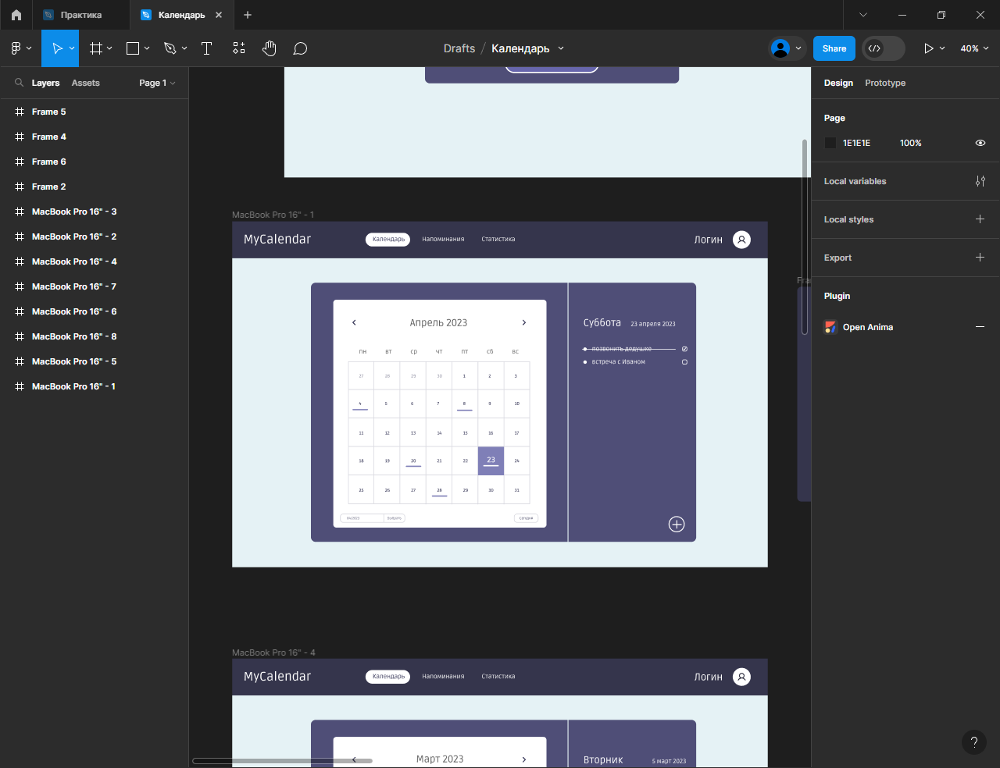 Практика
Календарь
Drafts / Календарь
Share
40%
Layers
Assets
Page 1
Frame 5
Frame 4
Frame 6
Frame 2
MacBook Pro 16" - 3
MacBook Pro 16" - 2
MacBook Pro 16" - 4
MacBook Pro 16" - 7
MacBook Pro 16" - 6
MacBook Pro 16" - 8
MacBook Pro 16" - 5
MacBook Pro 16" - 1
MacBook Pro 16" - 1
MyCalendar
Календарь
Напоминания
Статистика
Логин
Апрель 2023
пн вт ср чт пт сб вс
27 28 29 30 1 2 3
4 5 6 7 8 9 10
11 12 13 14 15 16 17
18 19 20 21 22 23 24
25 26 27 28 29 30 31
04/2023
Выбрать
Сегодня
Суббота 23 апреля 2023
позвонить дедушке
встреча с Иваном
Fra
MacBook Pro 16" - 4
MyCalendar
Календарь
Напоминания
Статистика
Логин
Март 2023
Вторник 5 март 2023
Design
Prototype
Page
1E1E1E 100%
Local variables
Local styles
Export
Plugin
Open Anima
?